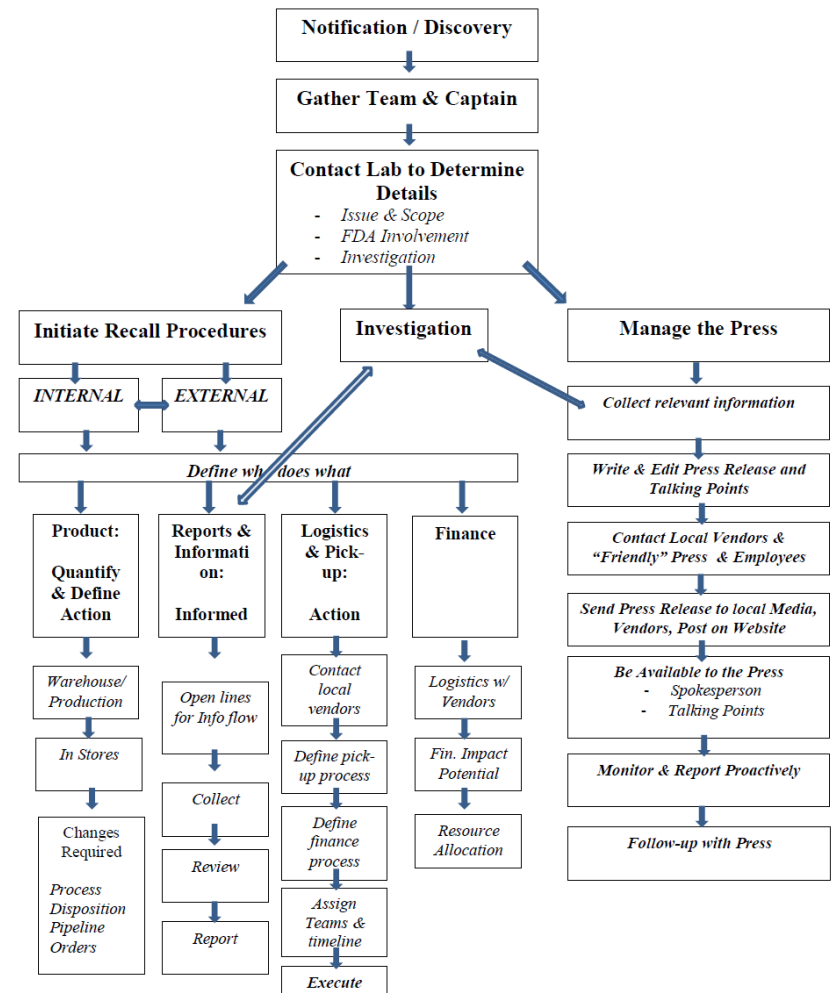 Notification / Discovery
Gather Team & Captain
Contact Lab to Determine
Details
- Issue & Scope
- FDA Involvement
- Investigation
Initiate Recall Procedures
Investigation
Manage the Press
INTERNAL
EXTERNAL
Define who does what
Product:
Quantify
& Define
Action
Reports &
Informati
on:
Informed
Logistics
& Pick-
up:
Action
Finance
Warehouse/
Production
In Stores
Changes
Required
Process
Disposition
Pipeline
Orders
Open lines
for Info flow
Collect
Review
Report
Contact
local
vendors
Define pick-
up process
Define
finance
process
Assign
Teams &
timeline
Execute
Logistics w/
Vendors
Fin. Impact
Potential
Resource
Allocation
Collect relevant information
Write & Edit Press Release and
Talking Points
Contact Local Vendors &
“Friendly” Press & Employees
Send Press Release to local Media,
Vendors, Post on Website
Be Available to the Press
- Spokesperson
- Talking Points
Monitor & Report Proactively
Follow-up with Press